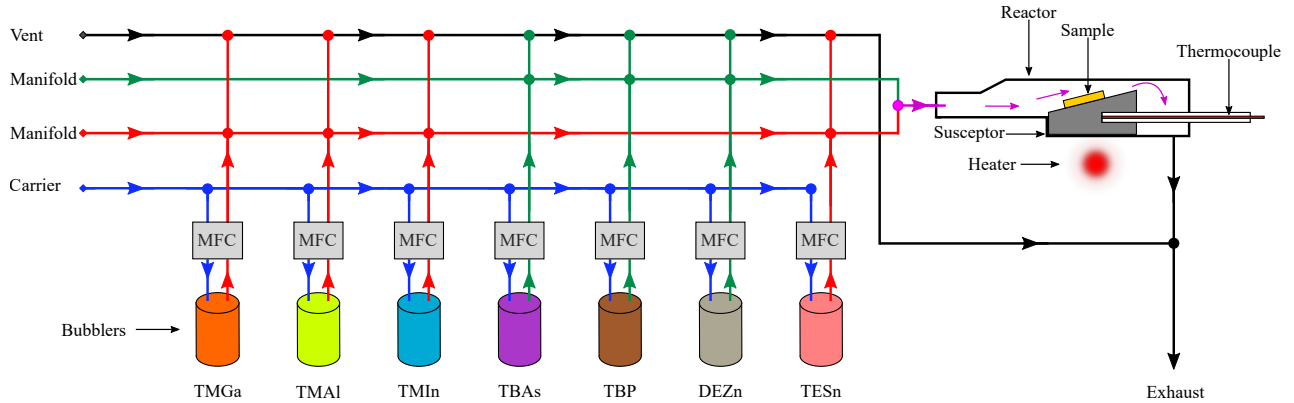 Vent
Manifold
Manifold
Carrier
Reactor
Sample
Thermocouple
Susceptor
Heater
MFC
MFC
MFC
MFC
MFC
MFC
MFC
Bubblers
TMGa
TMAl
TMIn
TBAs
TBP
DEZn
TESn
Exhaust